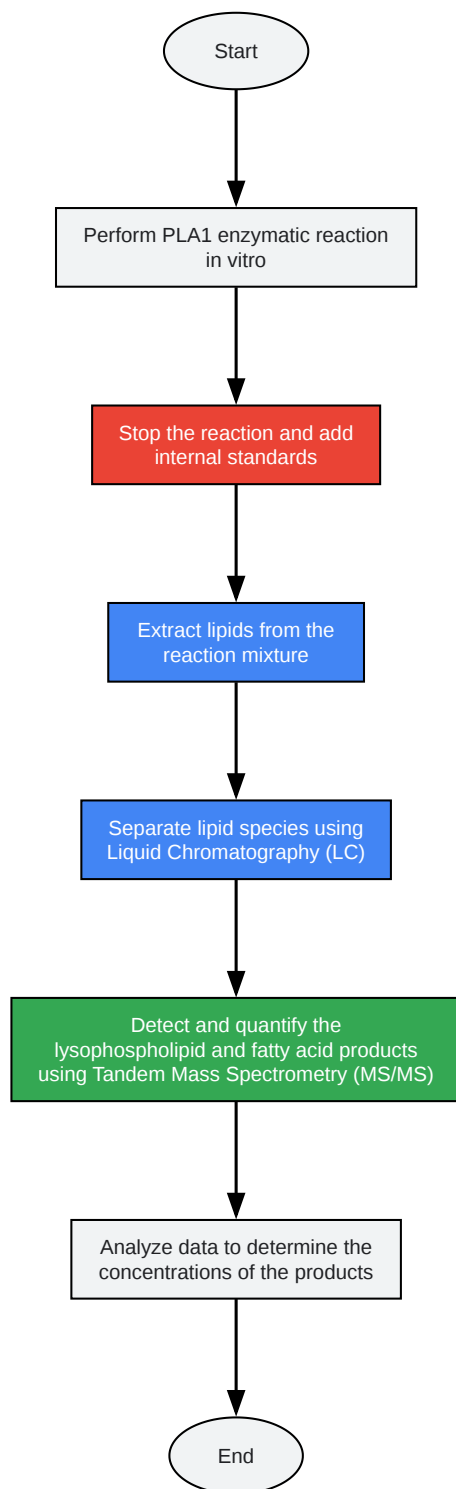 Start
Perform PLA1 enzymatic reaction
in vitro
Stop the reaction and add
internal standards
Extract lipids from the
reaction mixture
Separate lipid species using
Liquid Chromatography (LC)
Detect and quantify the
lysophospholipid and fatty acid products
using Tandem Mass Spectrometry (MS/MS)
Analyze data to determine the
concentrations of the products
End